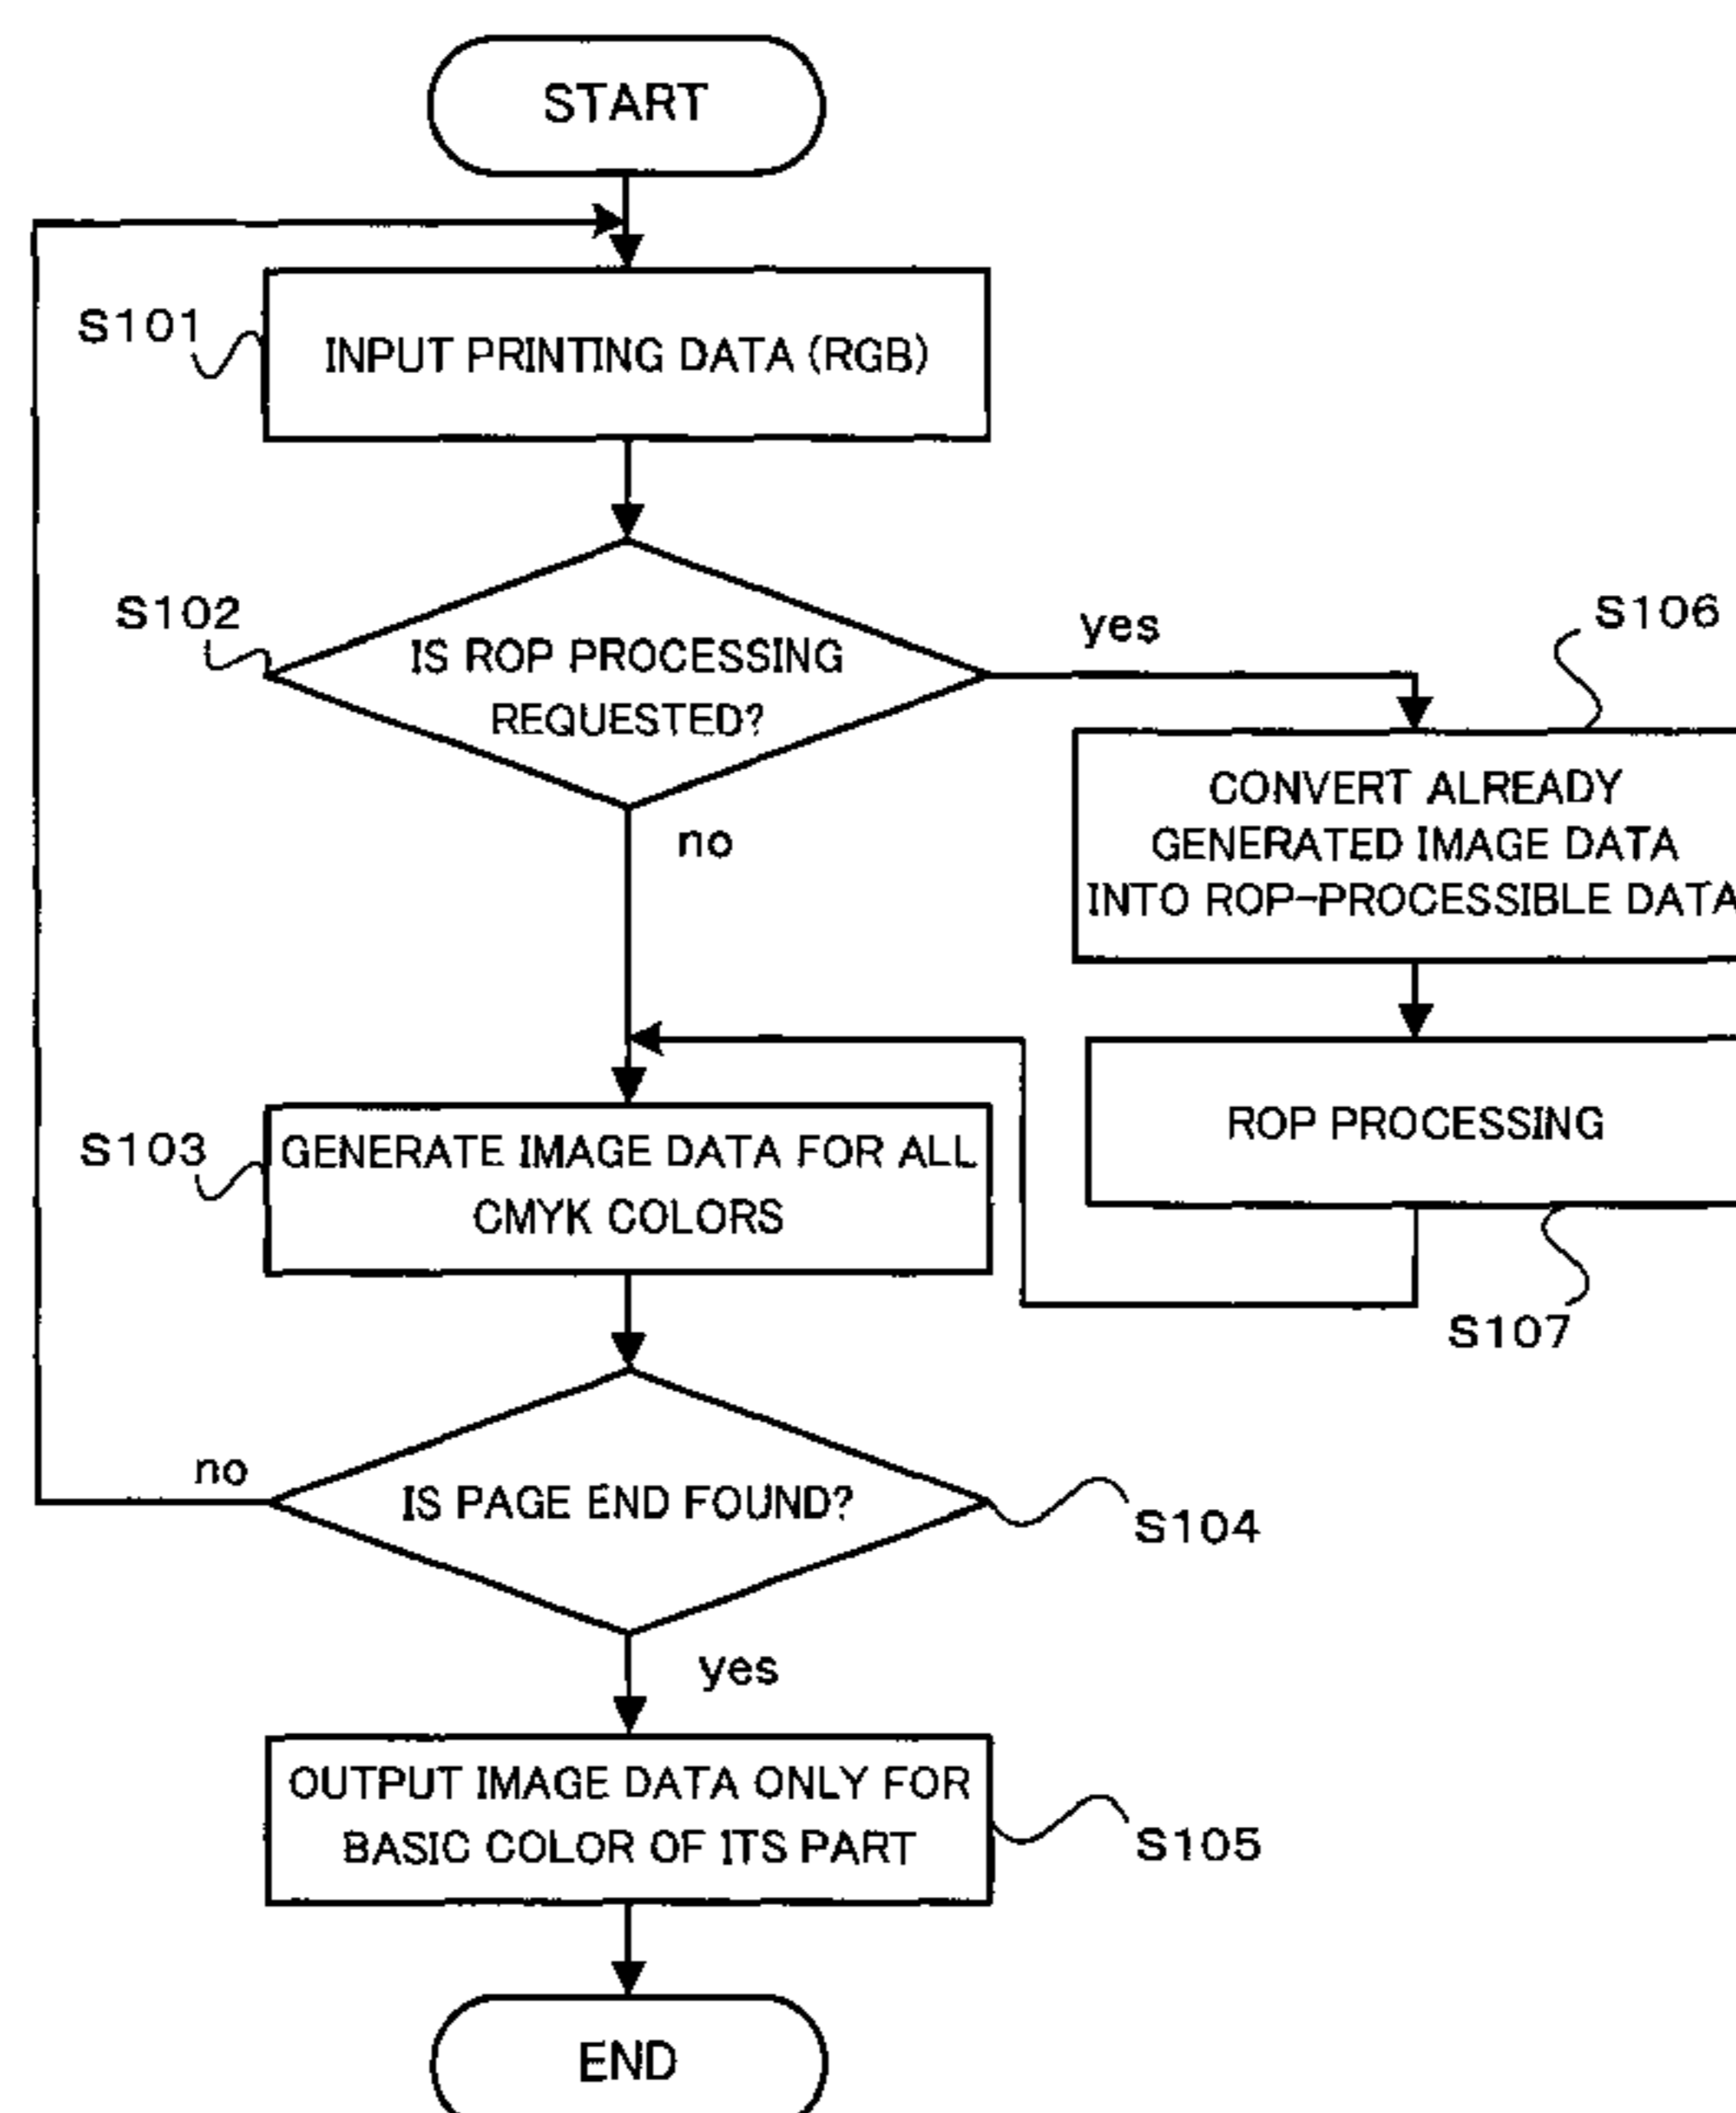 START
S101
INPUT PRINTING DATA (RGB)
S102
IS ROP PROCESSING
REQUESTED?
yes
no
S106
CONVERT ALREADY
GENERATED IMAGE DATA
INTO ROP-PROCESSIBLE DATA
ROP PROCESSING
S107
S103
GENERATE IMAGE DATA FOR ALL
CMYK COLORS
no
IS PAGE END FOUND?
S104
yes
OUTPUT IMAGE DATA ONLY FOR
BASIC COLOR OF ITS PART
S105
END